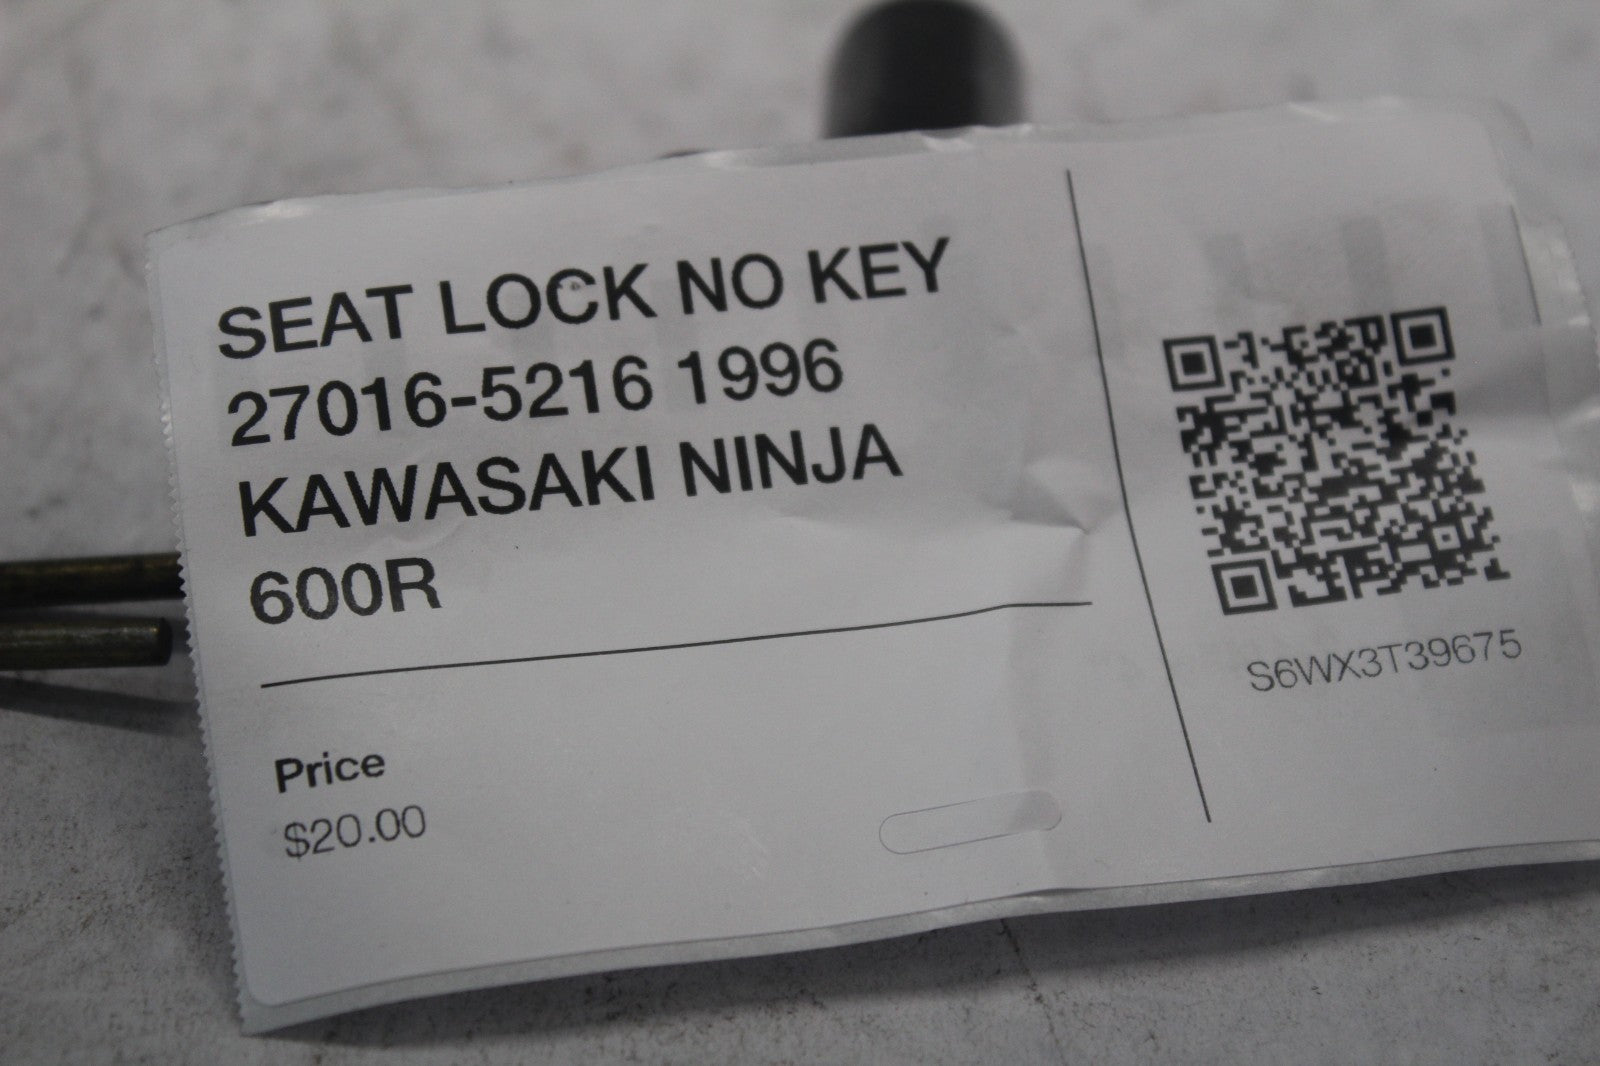 SEAT LOCK NO KEY
27016-5216 1996
KAWASAKI NINJA
600R
Price
$20.00
S6WX3T39675